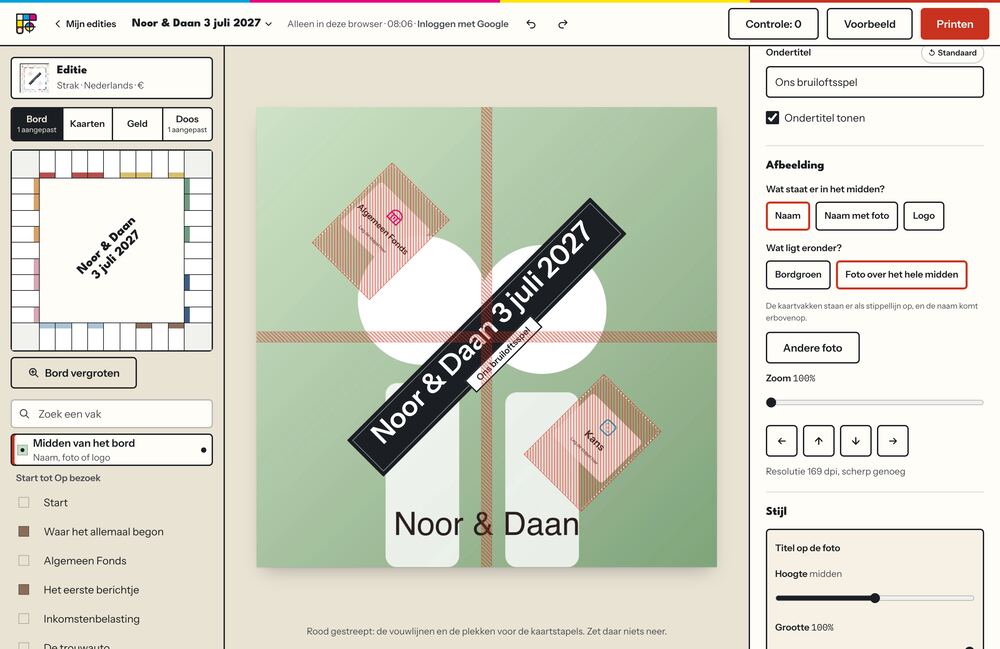 Mijn edities
Noor & Daan 3 juli 2027
Alleen in deze browser · 08:06 · Inloggen met Google
Controle: 0
Voorbeeld
Printen
Editie
Strak · Nederlands · €
Bord
1 aangepast
Kaarten
Geld
Doos
1 aangepast
Noor & Daan
3 juli 2027
Bord vergroten
Zoek een vak
Midden van het bord
Naam, foto of logo
Start tot Op bezoek
Start
Waar het allemaal begon
Algemeen Fonds
Het eerste berichtje
Inkomstenbelasting
De trouwauto
Algemeen Fonds
Noor & Daan 3 juli 2027
Ons bruiloftsspel
Kans
Noor & Daan
Rood gestreept: de vouwlijnen en de plekken voor de kaartstapels. Zet daar niets neer.
Ondertitel
Standaard
Ons bruiloftsspel
Ondertitel tonen
Afbeelding
Wat staat er in het midden?
Naam
Naam met foto
Logo
Wat ligt eronder?
Bordgroen
Foto over het hele midden
De kaartvakken staan er als stippellijn op, en de naam komt
erbovenop.
Andere foto
Zoom 100%
Resolutie 169 dpi, scherp genoeg
Stijl
Titel op de foto
Hoogte midden
Grootte 100%